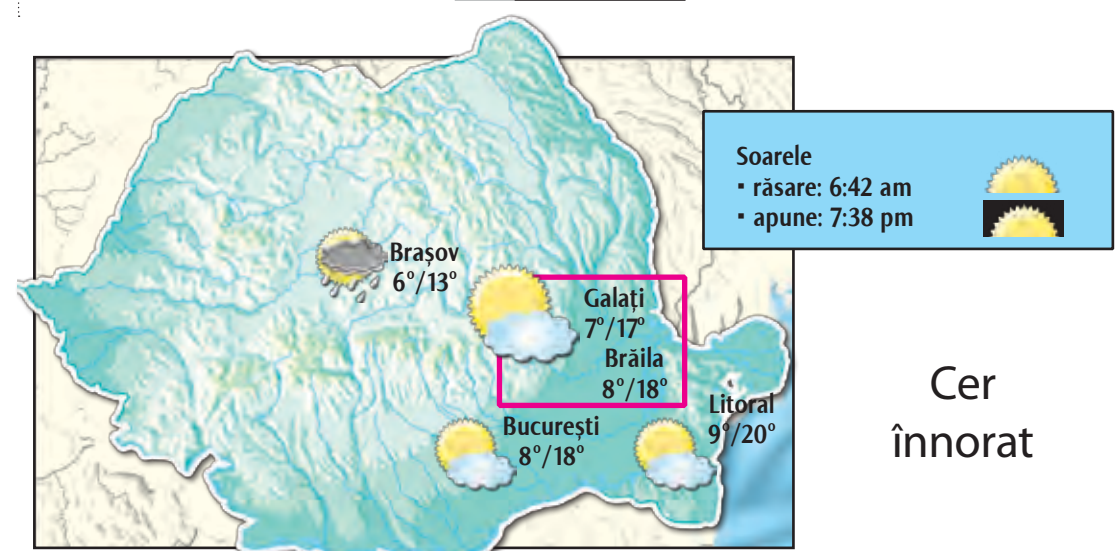 Soarele
▪ răsare: 6:42 am
▪ apune: 7:38 pm
Brașov
6°/13°
Galați
7°/17°
Brăila
8°/18°
Litoral
9°/20°
București
8°/18°
Cer
înnorat